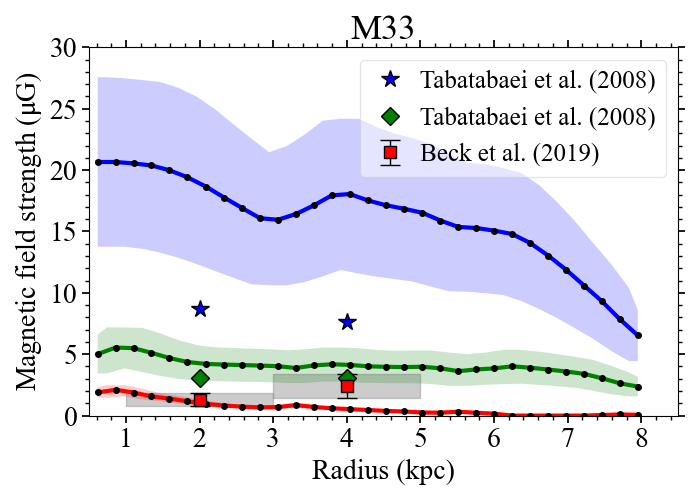 M33
30
25
20
15
10
5
0
Magnetic field strength (μG)
Tabatabaei et al. (2008)
Tabatabaei et al. (2008)
Beck et al. (2019)
1 2 3 4 5 6 7 8
Radius (kpc)